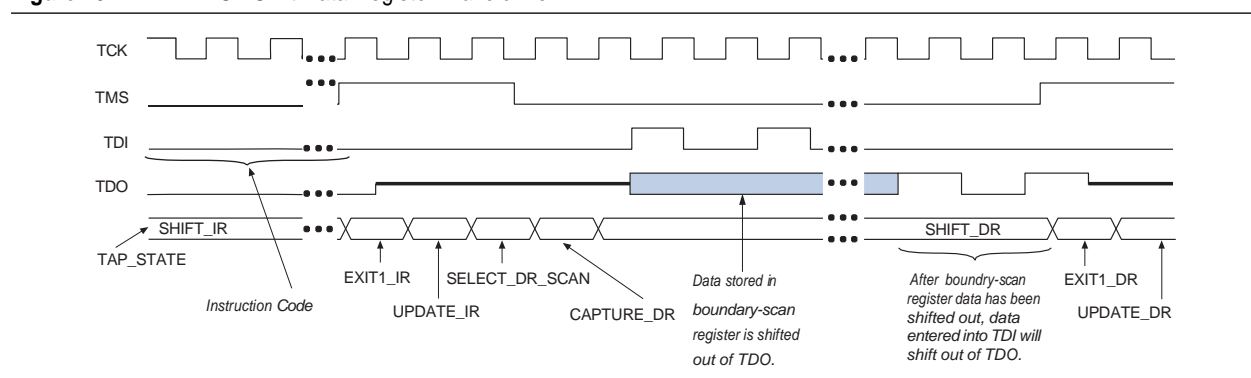 TCK
TMS
TDI
TDO
SHIFT_IR
SHIFT_DR
TAP_STATE
Instruction Code
EXIT1_IR
UPDATE_IR
SELECT_DR_SCAN
CAPTURE_DR
Data stored in
boundary-scan
register is shifted
out of TDO.
After boundry-scan
register data has been
shifted out, data
entered into TDI will
shift out of TDO.
EXIT1_DR
UPDATE_DR